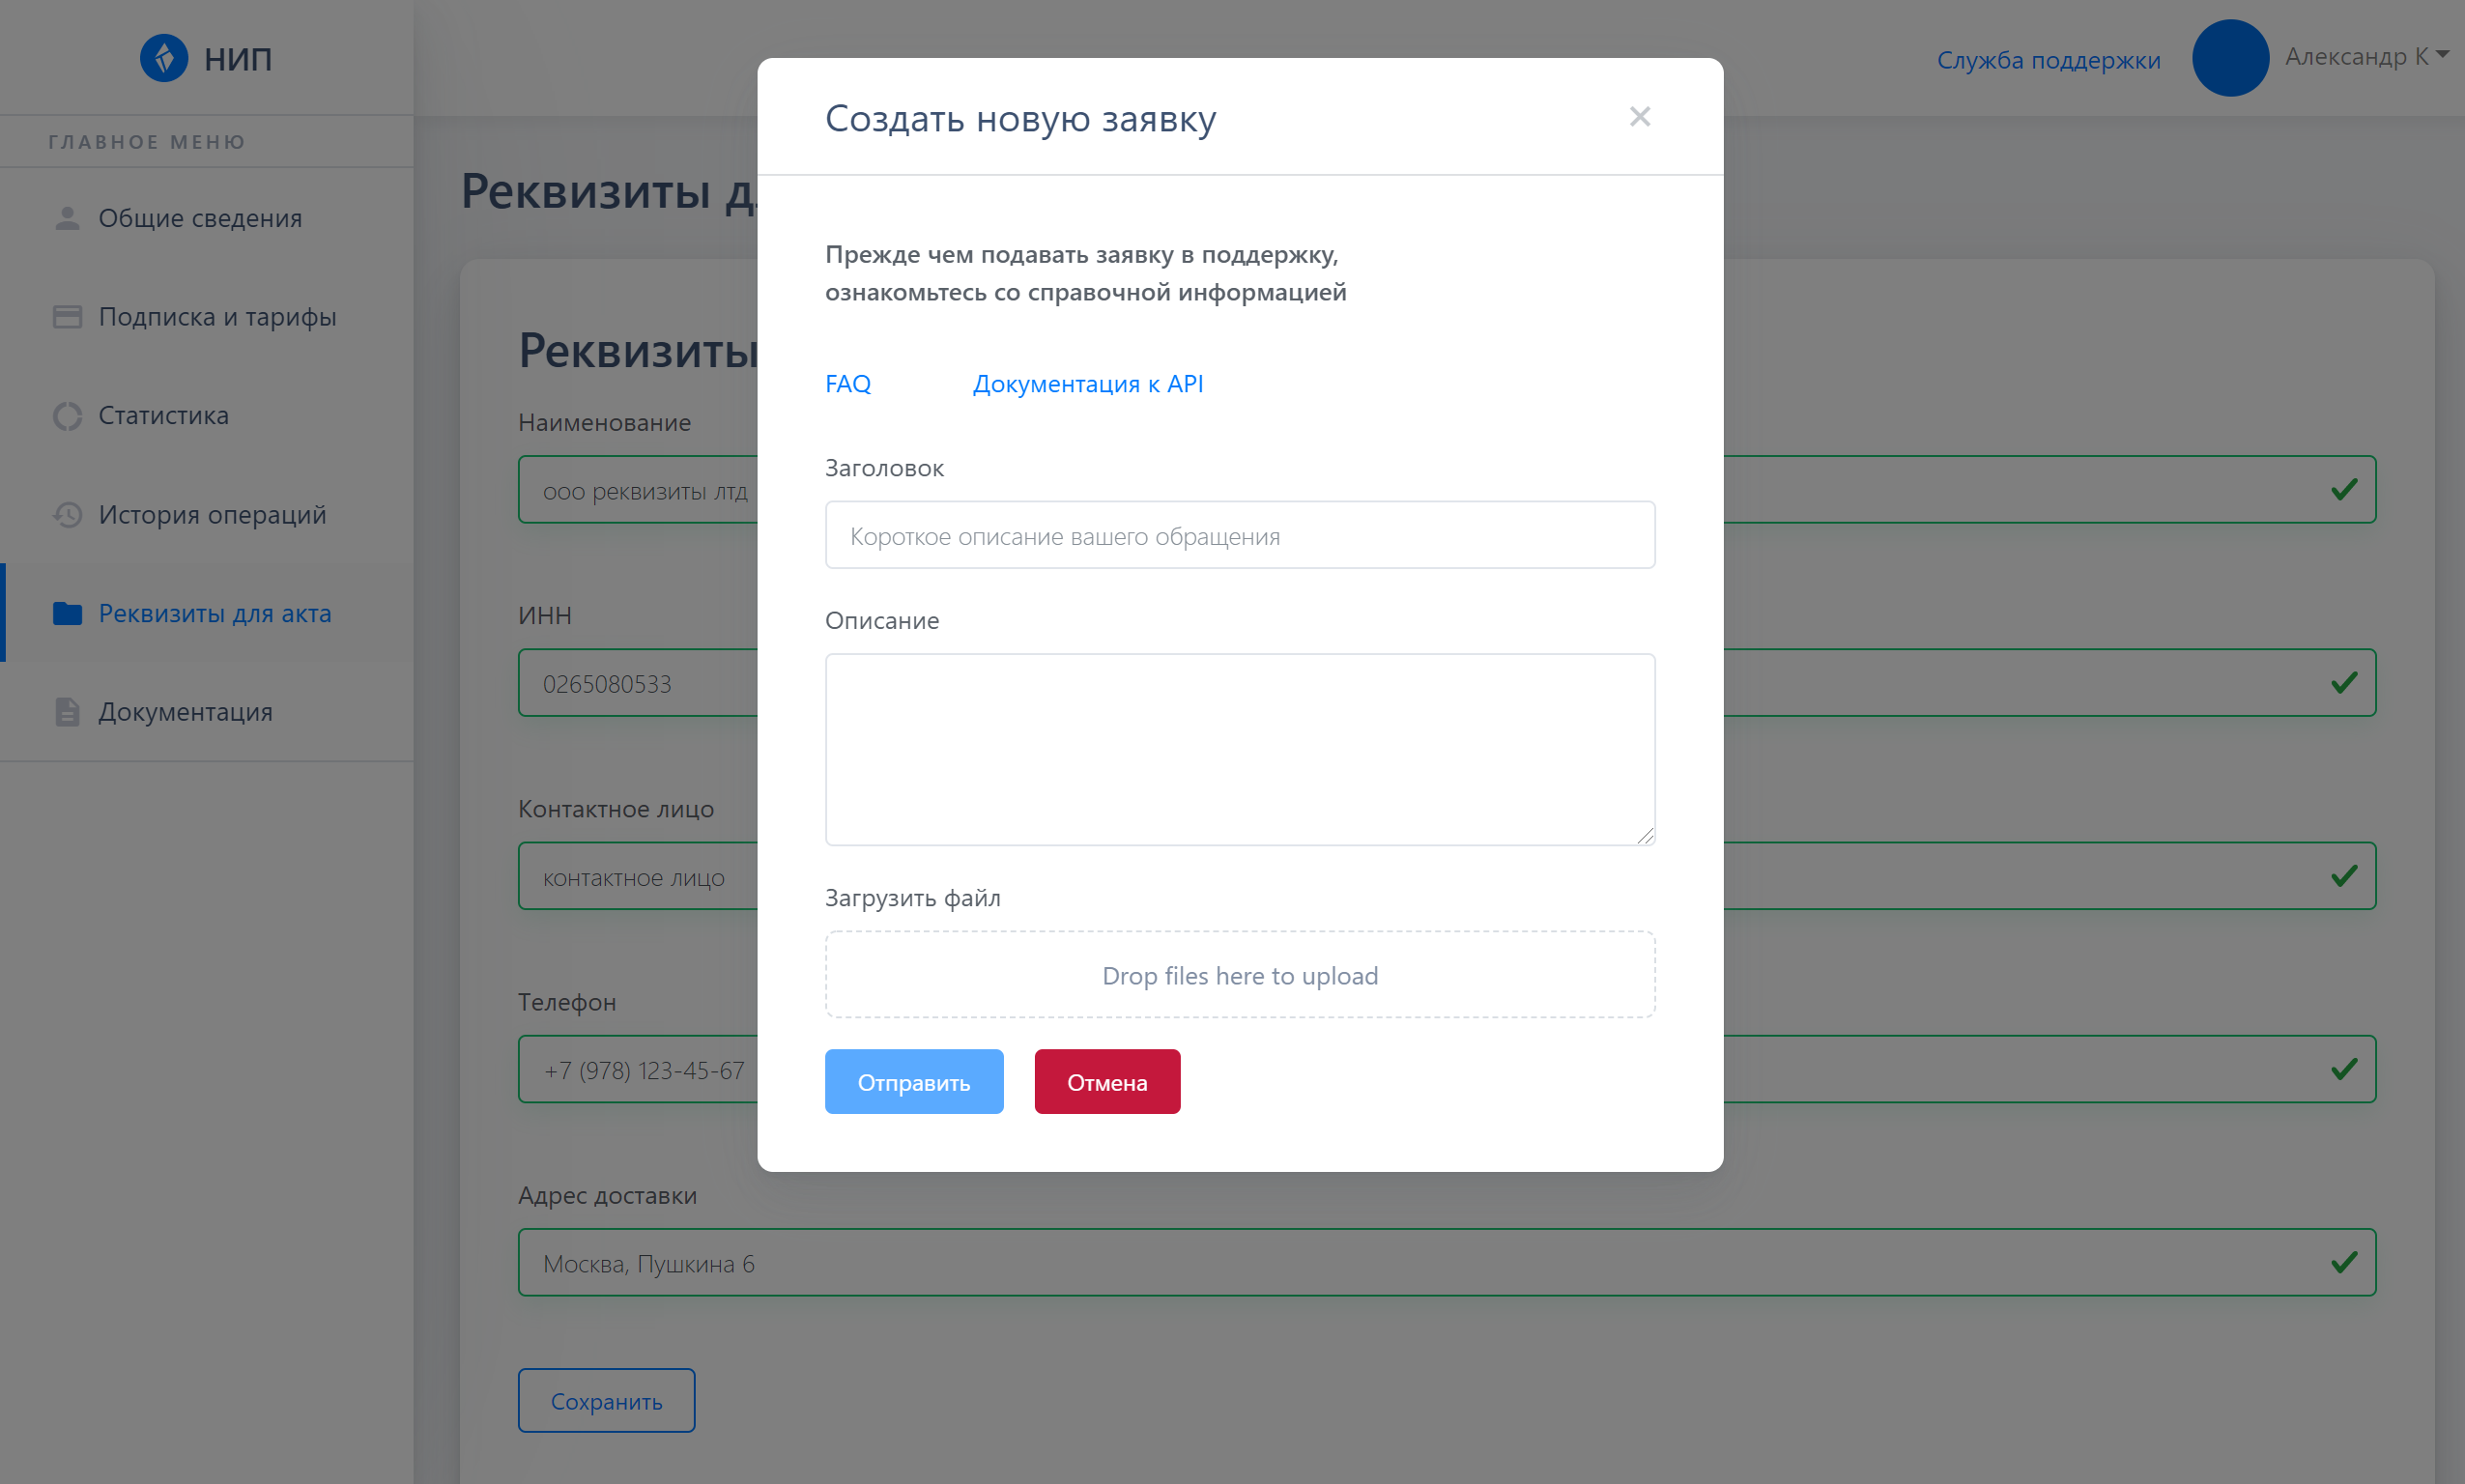 НИП
Служба поддержки
Александр К
ГЛАВНОЕ МЕНЮ
Общие сведения
Подписка и тарифы
Статистика
История операций
Реквизиты для акта
Документация
Реквизиты
Реквизиты
Наименование
ооо реквизиты лтд
ИНН
0265080533
Контактное лицо
контактное лицо
Телефон
+7 (978) 123-45-67
Адрес доставки
Москва, Пушкина 6
Сохранить
Создать новую заявку
Прежде чем подавать заявку в поддержку,
ознакомьтесь со справочной информацией
FAQ
Документация к API
Заголовок
Короткое описание вашего обращения
Описание
Загрузить файл
Drop files here to upload
Отправить
Отмена